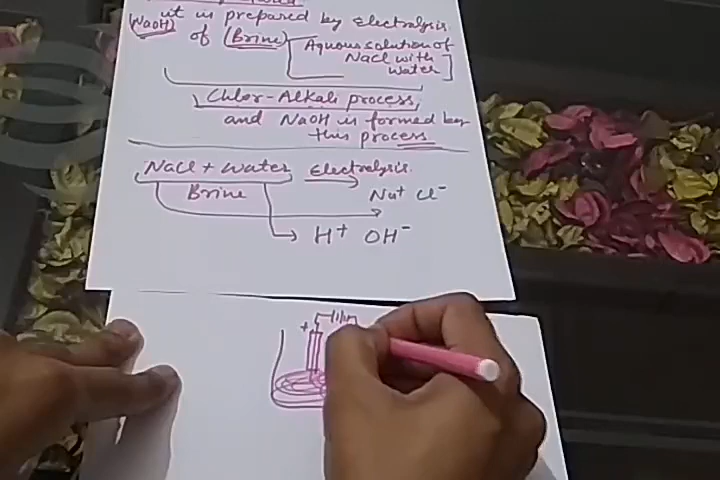 it is prepared by Electrolysis.
(NaOH)
of (Brine)
Aqueous solution of
NaCl with
water
Chlor-Alkali process,
and NaOH is formed by
this process
NaCl + Water Electrolysis.
Brine
Na+ Cl-
H+ OH-
+